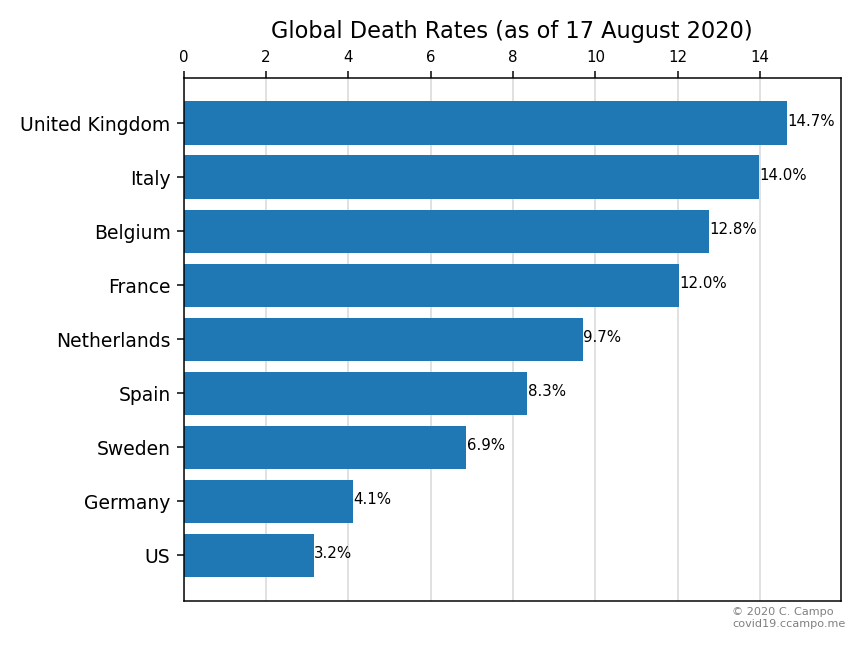 Global Death Rates (as of 17 August 2020)
0 2 4 6 8 10 12 14
United Kingdom 14.7%
Italy 14.0%
Belgium 12.8%
France 12.0%
Netherlands 9.7%
Spain 8.3%
Sweden 6.9%
Germany 4.1%
US 3.2%
© 2020 C. Campo
covid19.ccampo.me